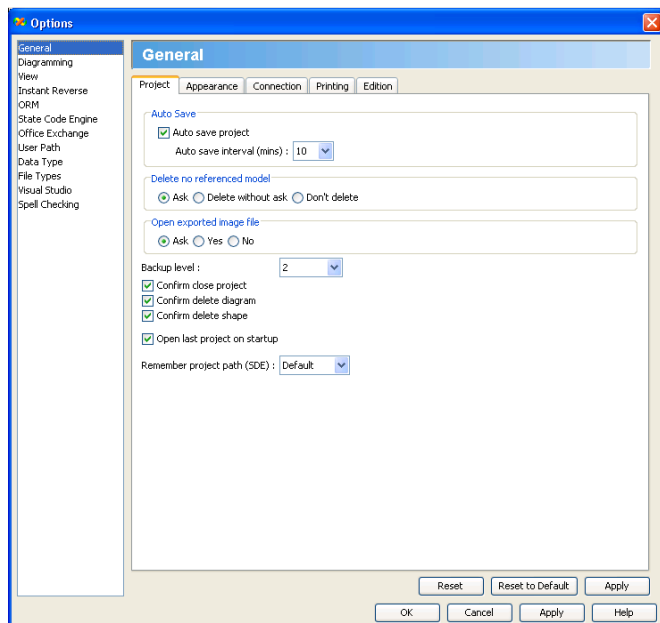 Options
General
Diagramming
View
Instant Reverse
ORM
State Code Engine
Office Exchange
User Path
Data Type
File Types
Visual Studio
Spell Checking
General
Project Appearance Connection Printing Edition
Auto Save
Auto save project
Auto save interval (mins) : 10
Delete no referenced model
Ask Delete without ask Don't delete
Open exported image file
Ask Yes No
Backup level : 2
Confirm close project
Confirm delete diagram
Confirm delete shape
Open last project on startup
Remember project path (SDE) : Default
Reset Reset to Default Apply
OK Cancel Apply Help